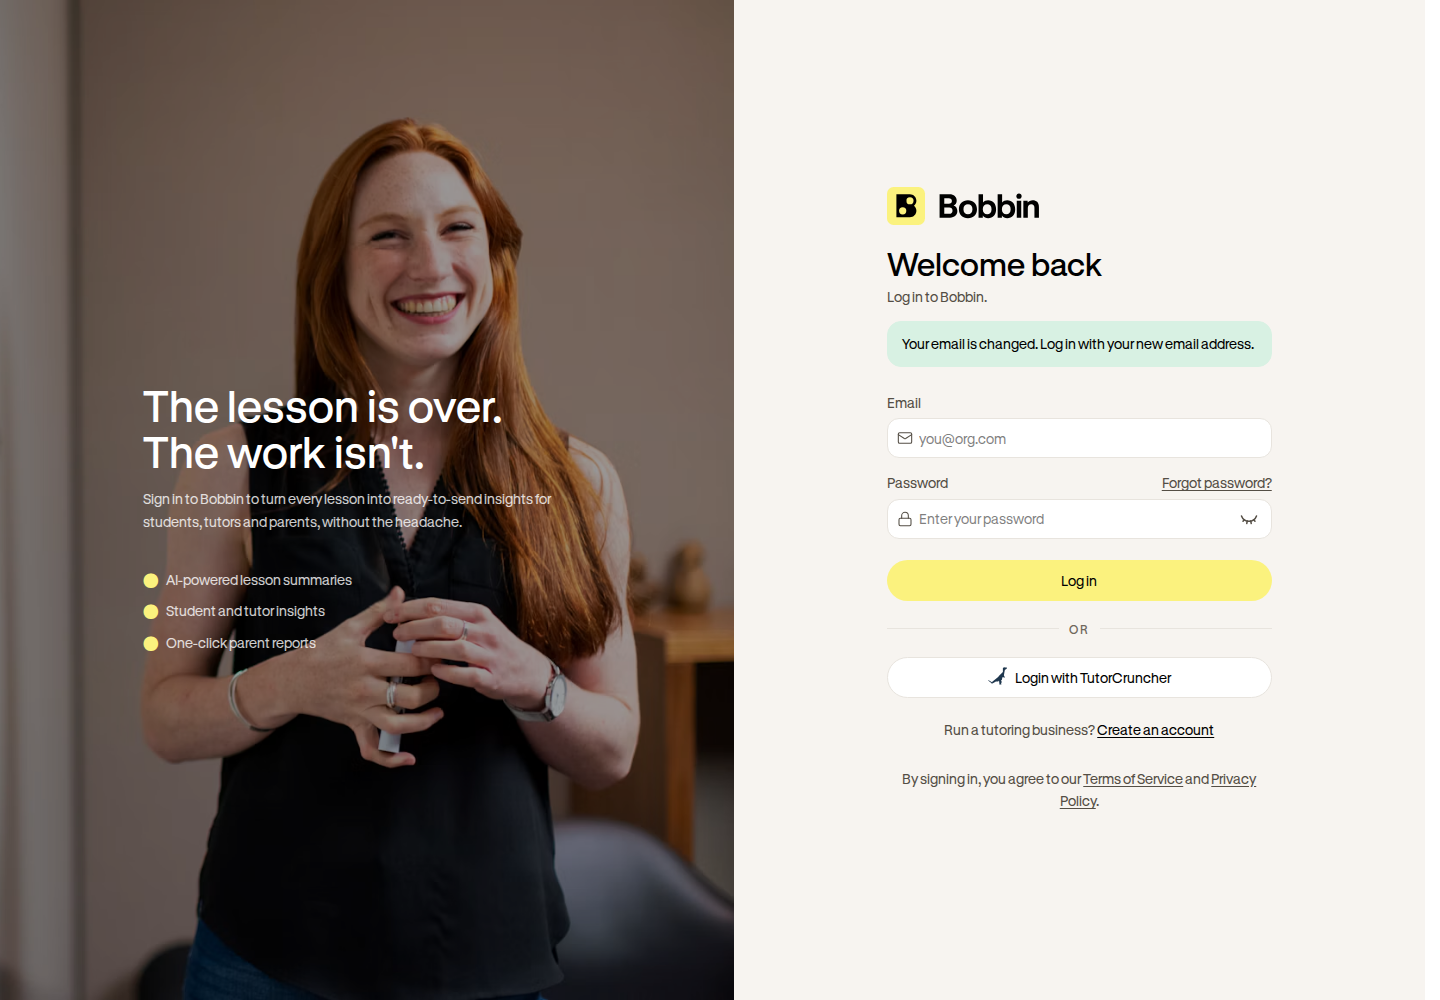 The lesson is over.
The work isn't.
Sign in to Bobbin to turn every lesson into ready-to-send insights for
students, tutors and parents, without the headache.
AI-powered lesson summaries
Student and tutor insights
One-click parent reports
B Bobbin
Welcome back
Log in to Bobbin.
Your email is changed. Log in with your new email address.
Email
you@org.com
Password Forgot password?
Enter your password
Log in
OR
Login with TutorCruncher
Run a tutoring business? Create an account
By signing in, you agree to our Terms of Service and Privacy
Policy.